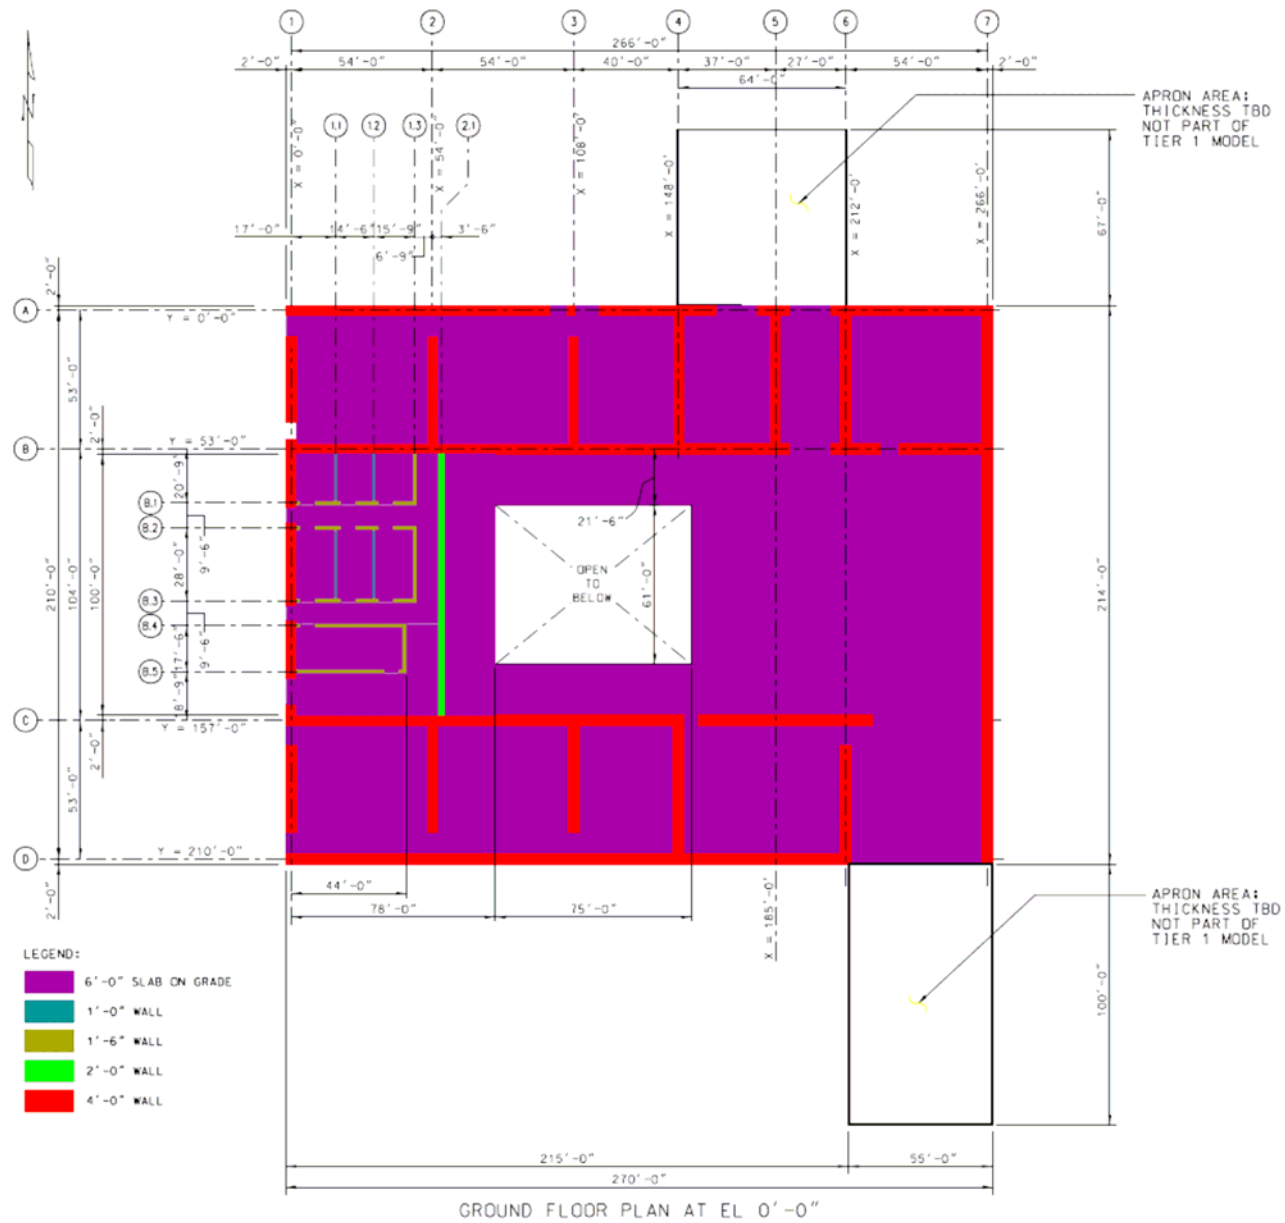 1 2 3 4 5 6 7
266'-0"
2'-0" 54'-0" 54'-0" 40'-0" 37'-0" 27'-0" 54'-0" 2'-0"
64'-0"
N
APRON AREA:
THICKNESS TBD
NOT PART OF
TIER 1 MODEL
1.1 1.2 1.3 2.1
X = 0'-0"
X = 54'-0"
X = 108'-0"
X = 148'-0'
X = 212'-0'
X = 266'-0"
67'-0"
17'-0" 14'-6" 15'-9" 3'-6"
6'-9"
2'-0"
A
Y = 0'-0"
53'-0"
2'-0"
B
Y = 53'-0"
20'-9"
B.1
21'-6"
B.2
9'-6"
28'-0"
210'-0"
104'-0"
100'-0"
OPEN
TO
BELOW
61'-0"
214'-0"
B.3
B.4
9'-6"
17'-6"
B.5
18'-9"
C
Y = 157'-0"
2'-0"
53'-0"
D
Y = 210'-0"
2'-0"
44'-0"
78'-0" 75'-0"
X = 185'-0'
APRON AREA:
THICKNESS TBD
NOT PART OF
TIER 1 MODEL
100'-0"
LEGEND:
6'-0" SLAB ON GRADE
1'-0" WALL
1'-6" WALL
2'-0" WALL
4'-0" WALL
215'-0" 55'-0"
270'-0"
GROUND FLOOR PLAN AT EL 0'-0"